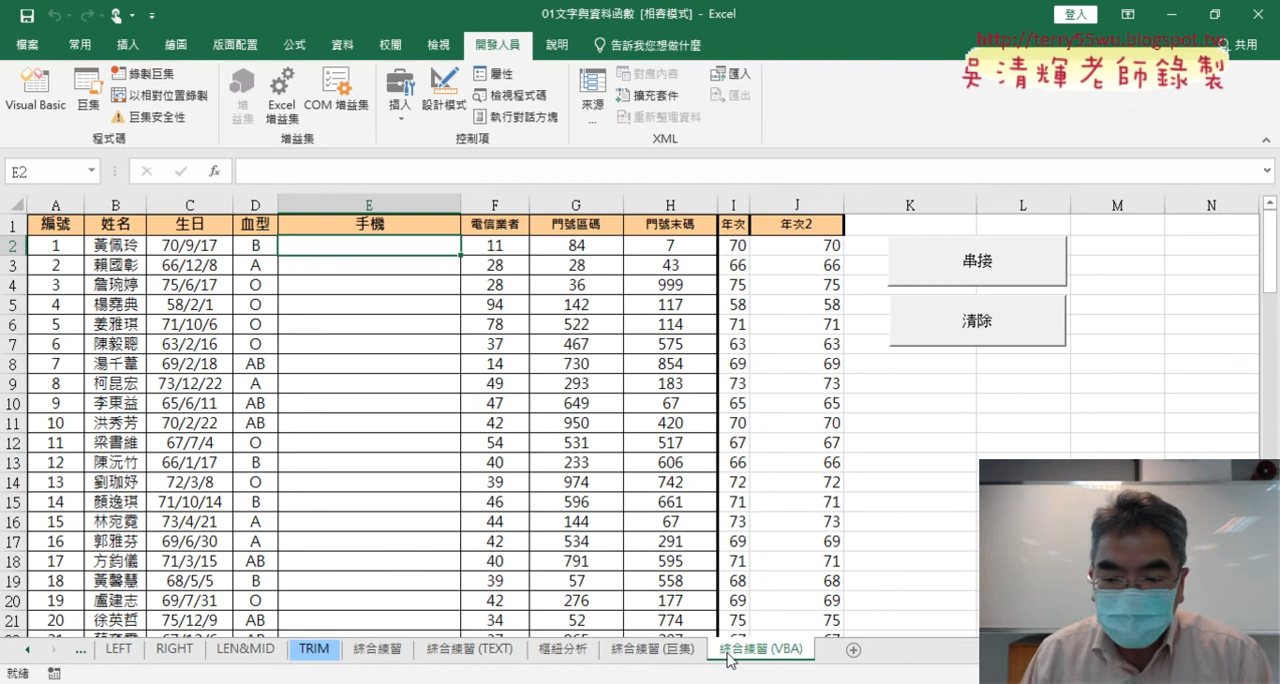 01文字與資料函數 [相容模式] - Excel
登入
檔案 常用 插入 繪圖 版面配置 公式 資料 校閱 檢視 開發人員 說明 告訴我您想做什麼 共用
http://terry55wu.blogspot.tw
吳清輝老師錄製
Visual Basic 巨集 錄製巨集 以相對位置錄製 巨集安全性
增益集 Excel 增益集 COM 增益集
插入 設計模式 屬性 檢視程式碼 執行對話方塊
來源... 對應內容 擴充套件 重新整理資料 匯入 匯出
程式碼 增益集 控制項 XML
E2 fx
A B C D E F G H I J K L M N
1 編號 姓名 生日 血型 手機 電信業者 門號區碼 門號末碼 年次 年次2
2 1 黃佩玲 70/9/17 B 11 84 7 70 70
3 2 賴國彰 66/12/8 A 28 28 43 66 66
4 3 詹琬婷 75/6/17 O 28 36 999 75 75
5 4 楊堯典 58/2/1 O 94 142 117 58 58
6 5 姜雅琪 71/10/6 O 78 522 114 71 71
7 6 陳毅聰 63/2/16 O 37 467 575 63 63
8 7 湯千葦 69/2/18 AB 14 730 854 69 69
9 8 柯昆宏 73/12/22 A 49 293 183 73 73
10 9 李東益 65/6/11 AB 47 649 67 65 65
11 10 洪秀芳 70/2/22 AB 42 950 420 70 70
12 11 梁書維 67/7/4 O 54 531 517 67 67
13 12 陳沅竹 66/1/17 B 40 233 606 66 66
14 13 劉珈妤 72/3/8 O 39 974 742 72 72
15 14 顏逸琪 71/10/14 B 46 596 661 71 71
16 15 林宛霓 73/4/21 A 44 144 67 73 73
17 16 郭雅芬 69/6/30 A 42 534 291 69 69
18 17 方鈞儀 71/3/15 AB 40 791 595 71 71
19 18 黃馨慧 68/5/5 B 39 57 558 68 68
20 19 盧建志 69/7/31 O 42 276 177 69 69
21 20 徐英哲 75/12/9 AB 34 52 774 75 75
串接
清除
... LEFT RIGHT LEN&MID TRIM 綜合練習 綜合練習 (TEXT) 樞紐分析 綜合練習 (巨集) 綜合練習 (VBA)
就緒